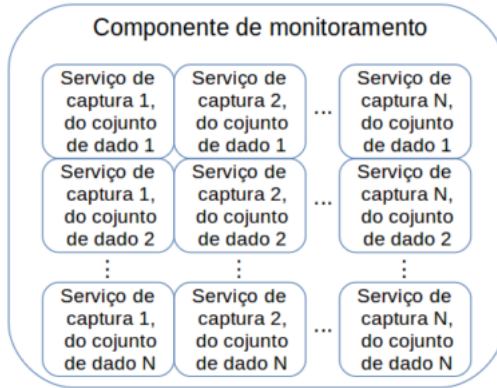 Componente de monitoramento
Serviço de
captura 1,
do cojunto
de dado 1
Serviço de
captura 2,
do cojunto
de dado 1
...
Serviço de
captura N,
do cojunto
de dado 1
Serviço de
captura 1,
do cojunto
de dado 2
Serviço de
captura 2,
do cojunto
de dado 2
...
Serviço de
captura N,
do cojunto
de dado 2
⋮
⋮
⋮
Serviço de
captura 1,
do cojunto
de dado N
Serviço de
captura 2,
do cojunto
de dado N
...
Serviço de
captura N,
do cojunto
de dado N